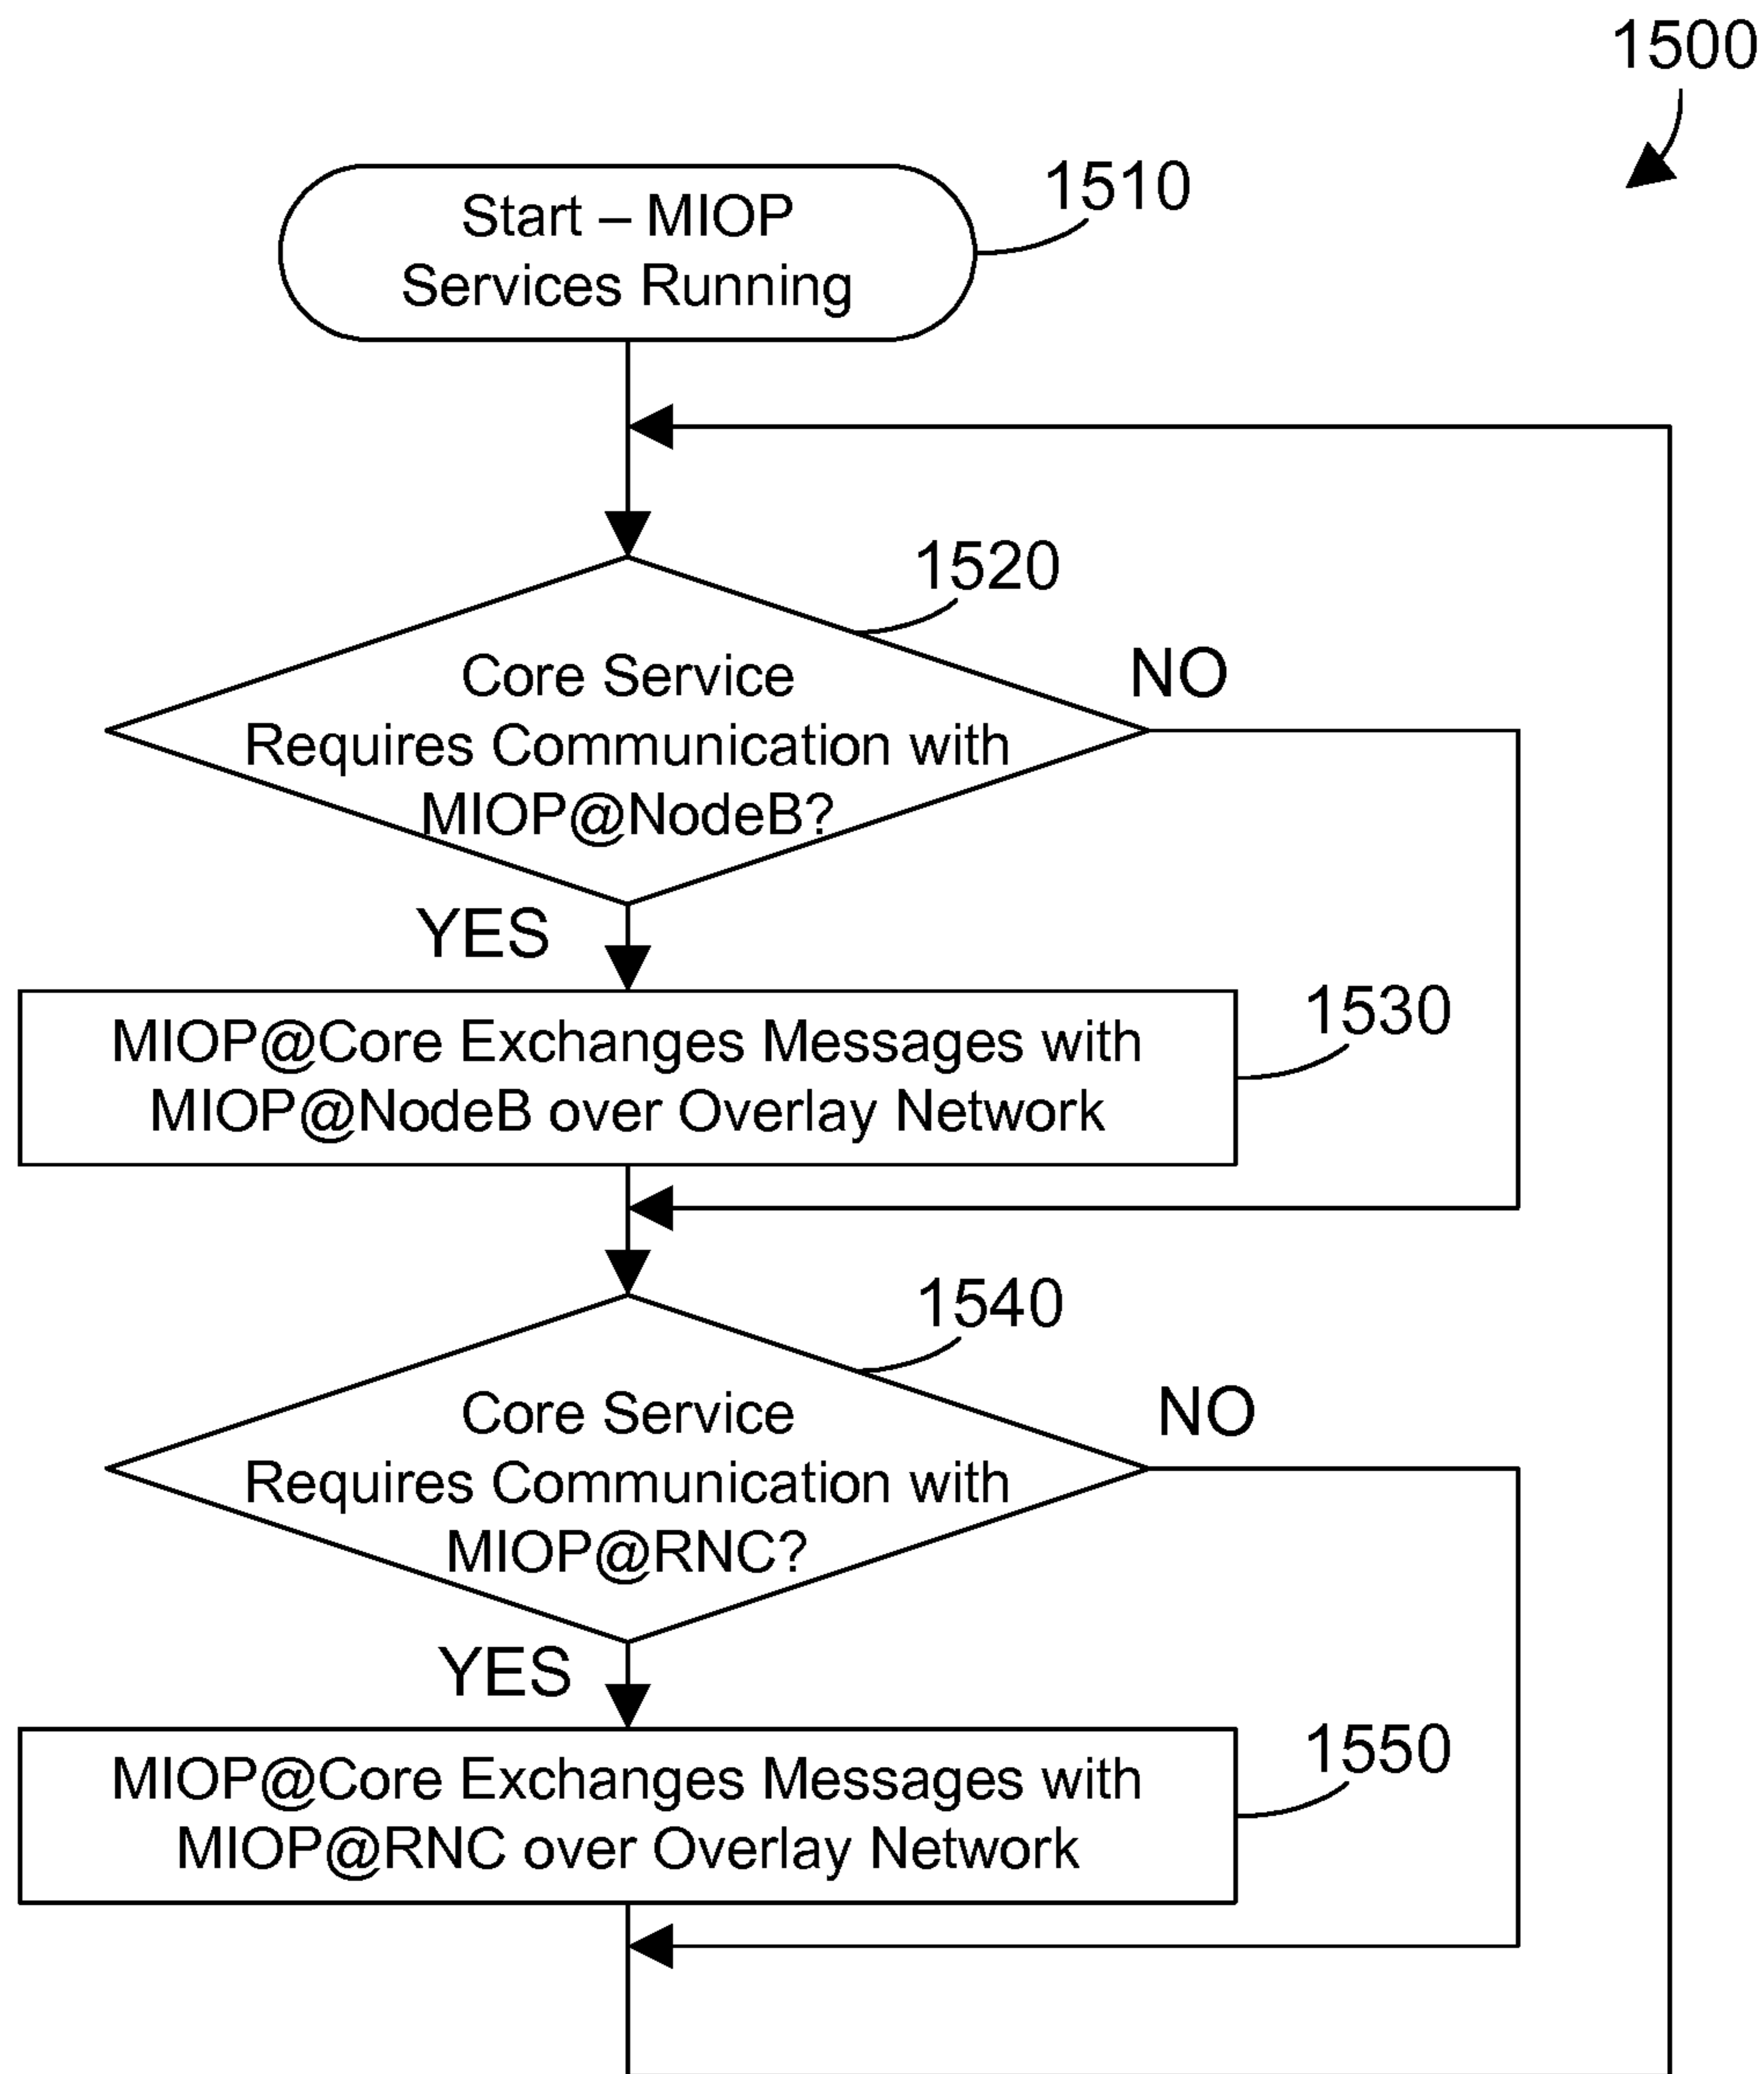 1500
Start – MIOP
Services Running
1510
1520
Core Service
Requires Communication with
MIOP@NodeB?
NO
YES
MIOP@Core Exchanges Messages with
MIOP@NodeB over Overlay Network
1530
1540
Core Service
Requires Communication with
MIOP@RNC?
NO
YES
MIOP@Core Exchanges Messages with
MIOP@RNC over Overlay Network
1550